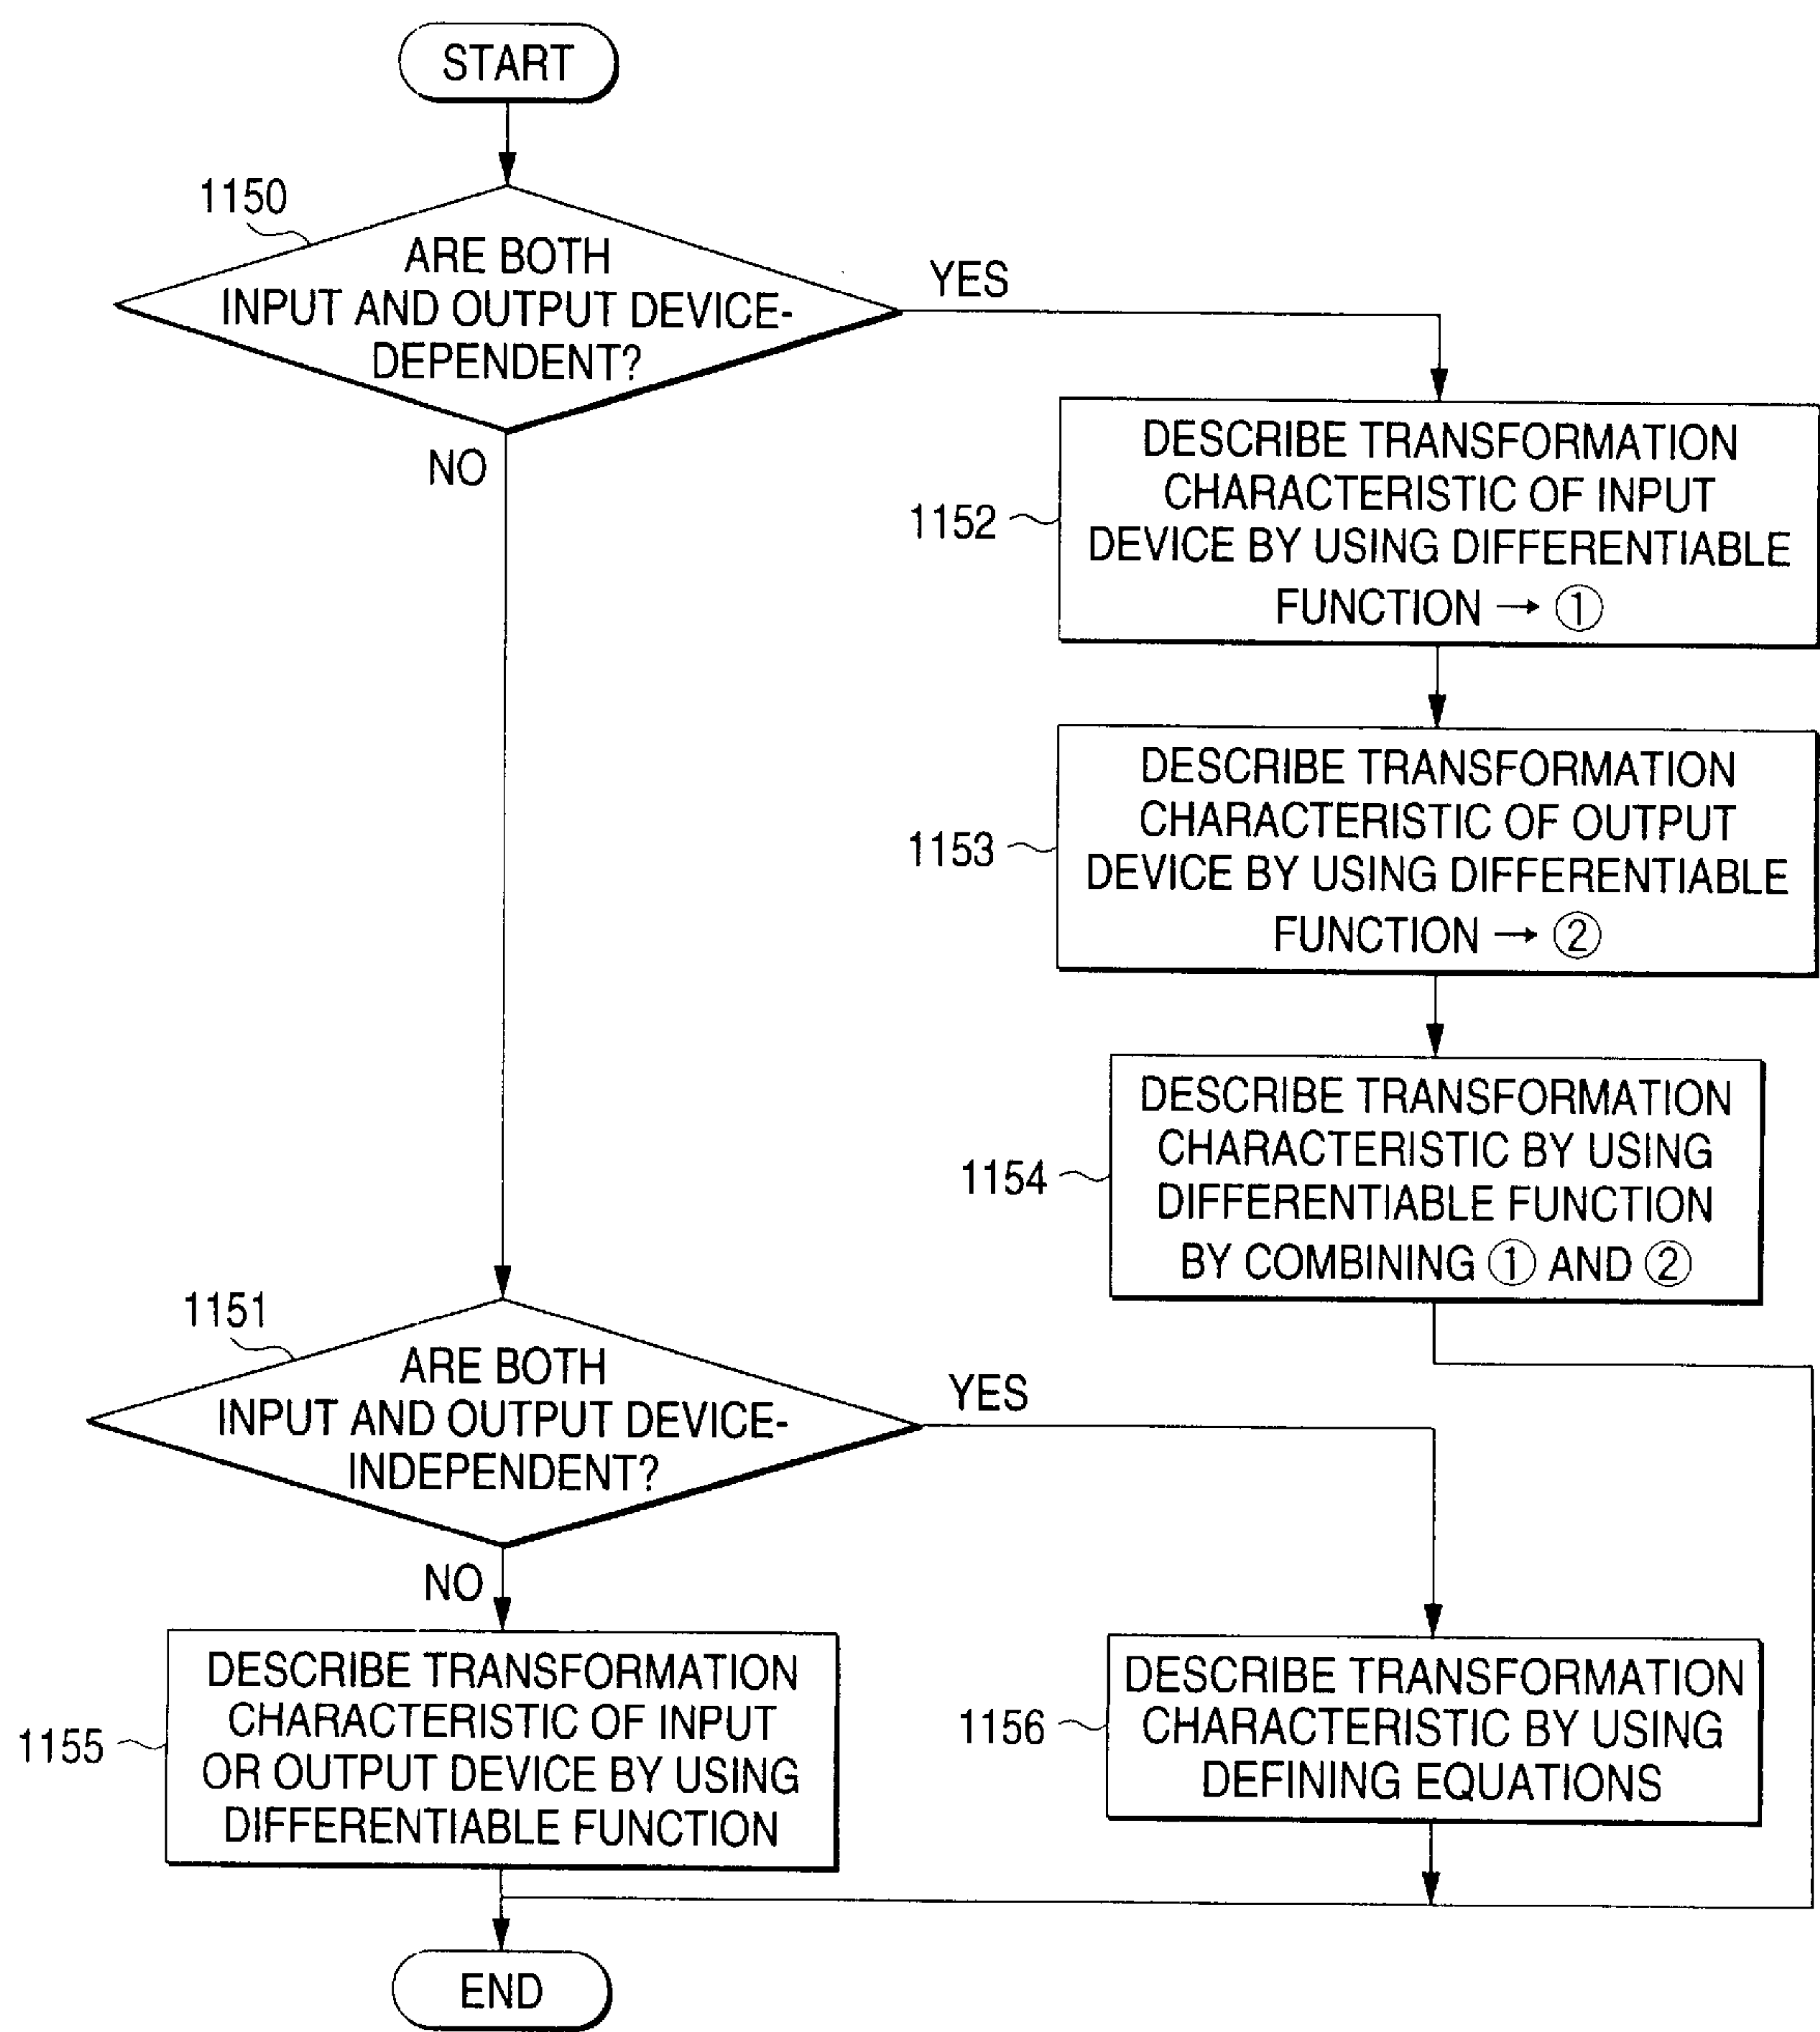 START
1150
ARE BOTH
INPUT AND OUTPUT DEVICE-
DEPENDENT?
YES
NO
1152
DESCRIBE TRANSFORMATION
CHARACTERISTIC OF INPUT
DEVICE BY USING DIFFERENTIABLE
FUNCTION → ①
1153
DESCRIBE TRANSFORMATION
CHARACTERISTIC OF OUTPUT
DEVICE BY USING DIFFERENTIABLE
FUNCTION → ②
1154
DESCRIBE TRANSFORMATION
CHARACTERISTIC BY USING
DIFFERENTIABLE FUNCTION
BY COMBINING ① AND ②
1151
ARE BOTH
INPUT AND OUTPUT DEVICE-
INDEPENDENT?
YES
NO
1155
DESCRIBE TRANSFORMATION
CHARACTERISTIC OF INPUT
OR OUTPUT DEVICE BY USING
DIFFERENTIABLE FUNCTION
1156
DESCRIBE TRANSFORMATION
CHARACTERISTIC BY USING
DEFINING EQUATIONS
END